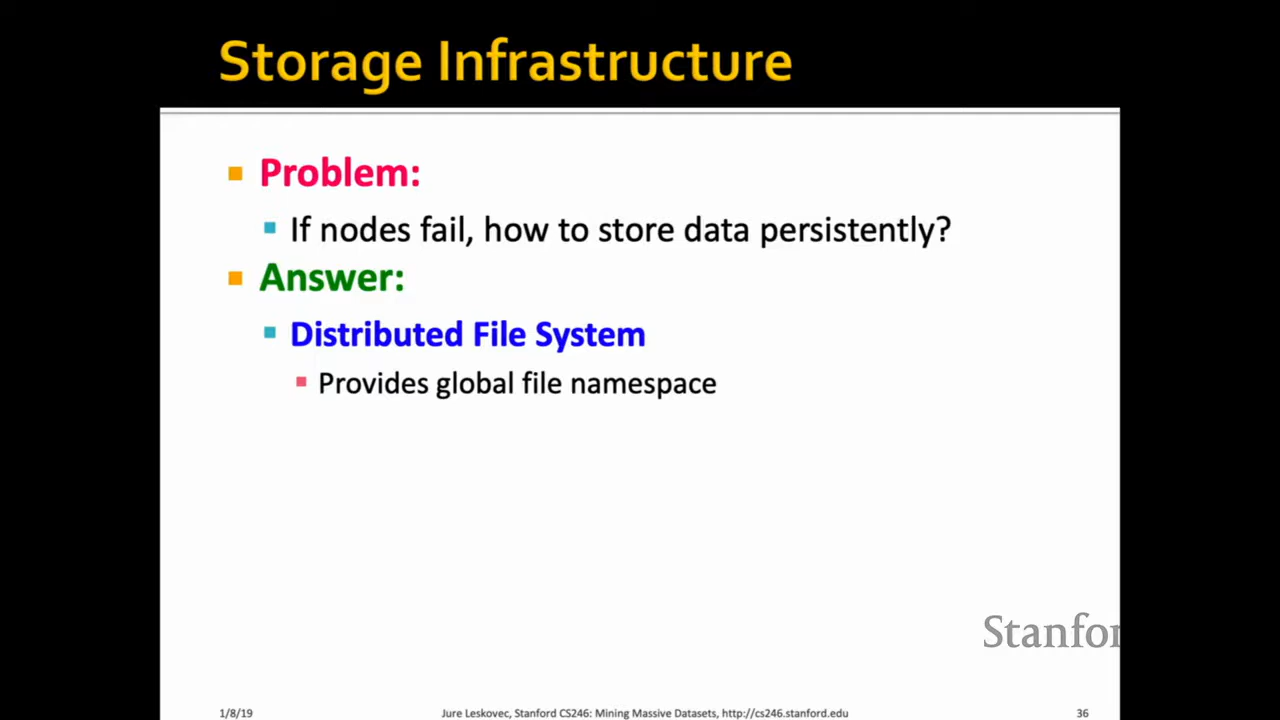 Storage Infrastructure
Problem:
If nodes fail, how to store data persistently?
Answer:
Distributed File System
Provides global file namespace
Stanfor
1/8/19
Jure Leskovec, Stanford CS246: Mining Massive Datasets, http://cs246.stanford.edu
36